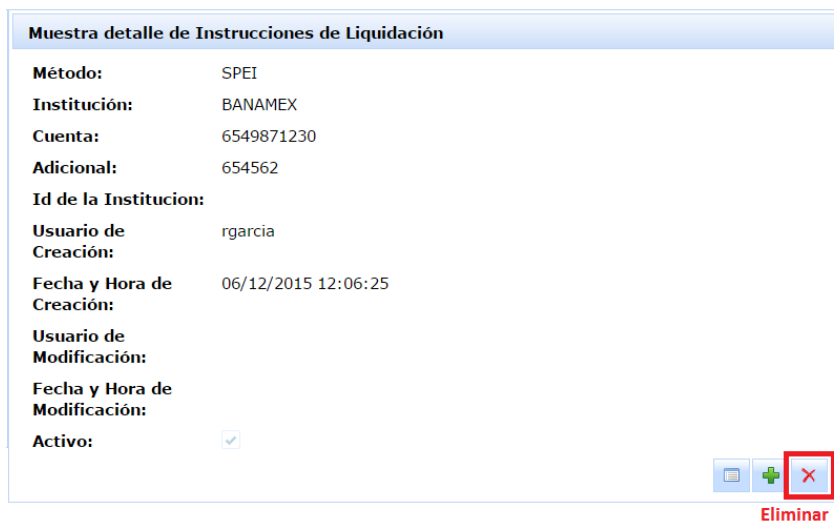 Muestra detalle de Instrucciones de Liquidación
Método: SPEI
Institución: BANAMEX
Cuenta: 6549871230
Adicional: 654562
Id de la Institucion:
Usuario de
Creación: rgarcia
Fecha y Hora de
Creación: 06/12/2015 12:06:25
Usuario de
Modificación:
Fecha y Hora de
Modificación:
Activo:
Eliminar